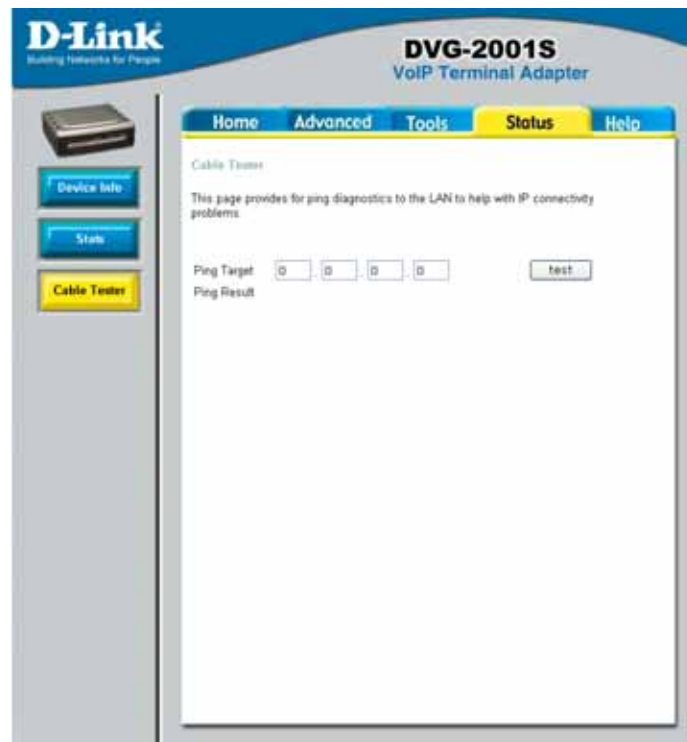 D-Link
Building Networks for People
DVG-2001S
VoIP Terminal Adapter
Home Advanced Tools Status Help
Device Info
Stats
Cable Tester
Cable Tester
This page provides for ping diagnostics to the LAN to help with IP connectivity
problems.
Ping Target 0 . 0 . 0 . 0 test
Ping Result